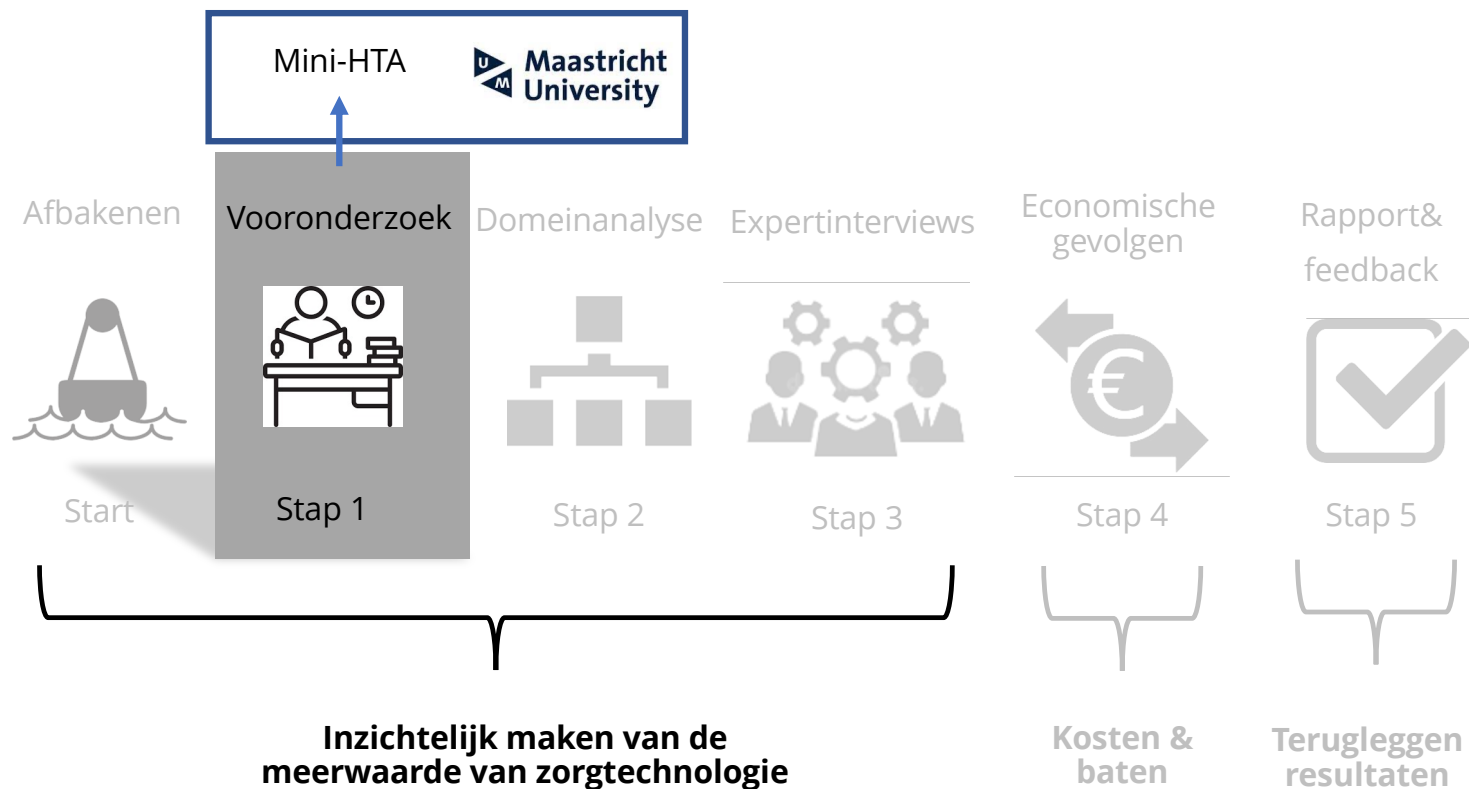 Mini-HTA
Maastricht
University
U
M
Afbakenen
Vooronderzoek
Domeinanalyse
Expertinterviews
Economische
gevolgen
Rapport&
feedback
€
Start
Stap 1
Stap 2
Stap 3
Stap 4
Stap 5
Inzichtelijk maken van de
meerwaarde van zorgtechnologie
Kosten &
baten
Terugleggen
resultaten